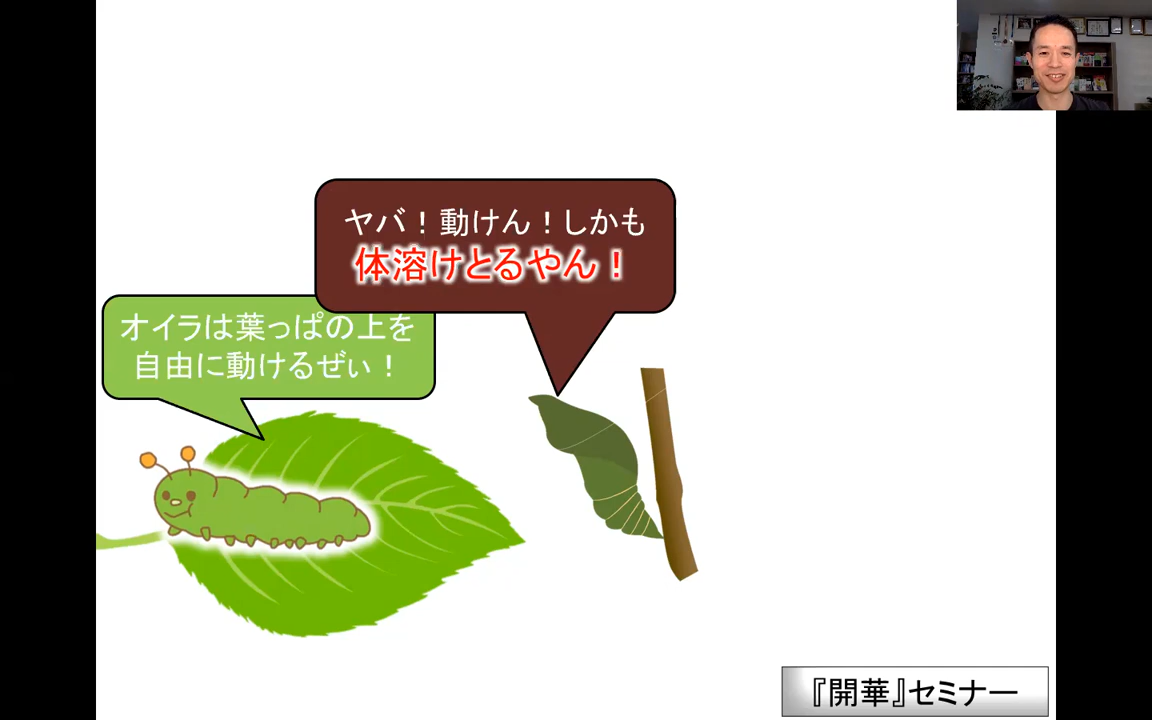 ヤバ！動けん！しかも
体溶けとるやん！
オイラは葉っぱの上を
自由に動けるぜぃ！
『開華』セミナー